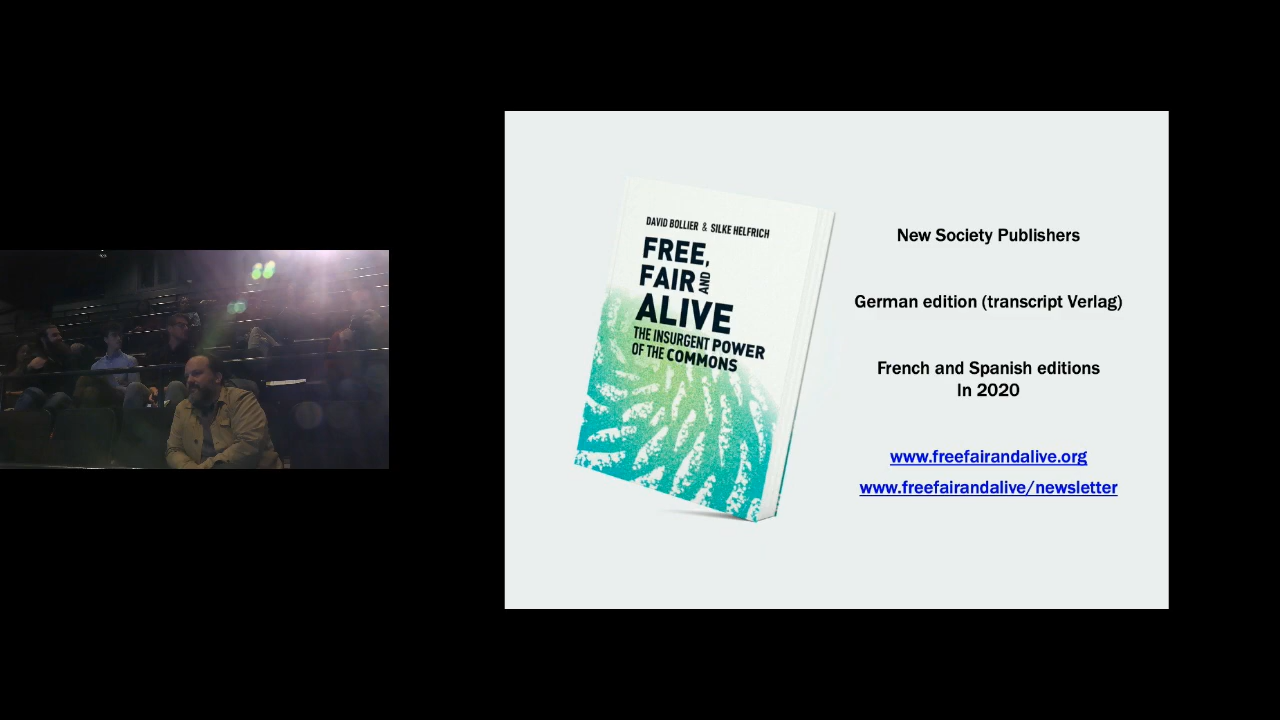 DAVID BOLLIER & SILKE HELFRICH
FREE,
FAIR AND
ALIVE
THE INSURGENT POWER
OF THE COMMONS
New Society Publishers
German edition (transcript Verlag)
French and Spanish editions
In 2020
www.freefairandalive.org
www.freefairandalive/newsletter